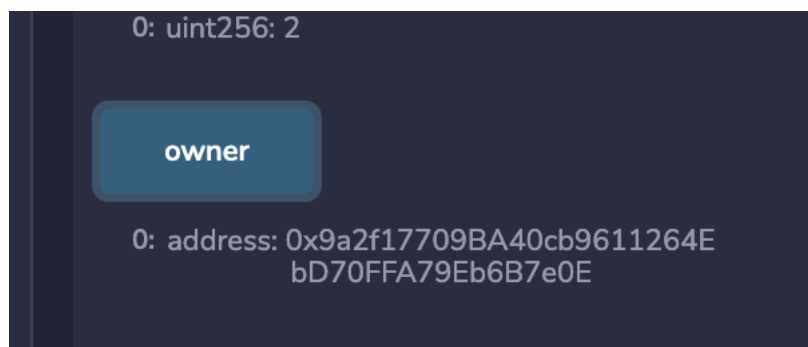 0: uint256: 2
owner
0: address: 0x9a2f17709BA40cb9611264E
bD70FFA79Eb6B7e0E